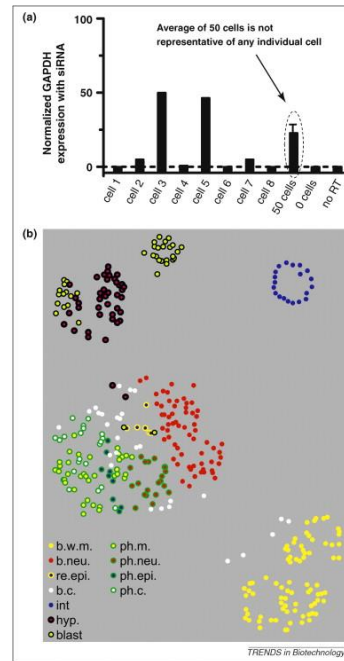 (a)
Average of 50 cells is not
representative of any individual cell
Normalized GAPDH
expression with siRNA
100
50
0
cell 1
cell 2
cell 3
cell 4
cell 5
cell 6
cell 7
cell 8
50 cells
0 cells
no RT
(b)
b.w.m.
b.neu.
re.epi.
b.c.
int
hyp.
blast
ph.m.
ph.neu.
ph.epi.
ph.c.
TRENDS in Biotechnology